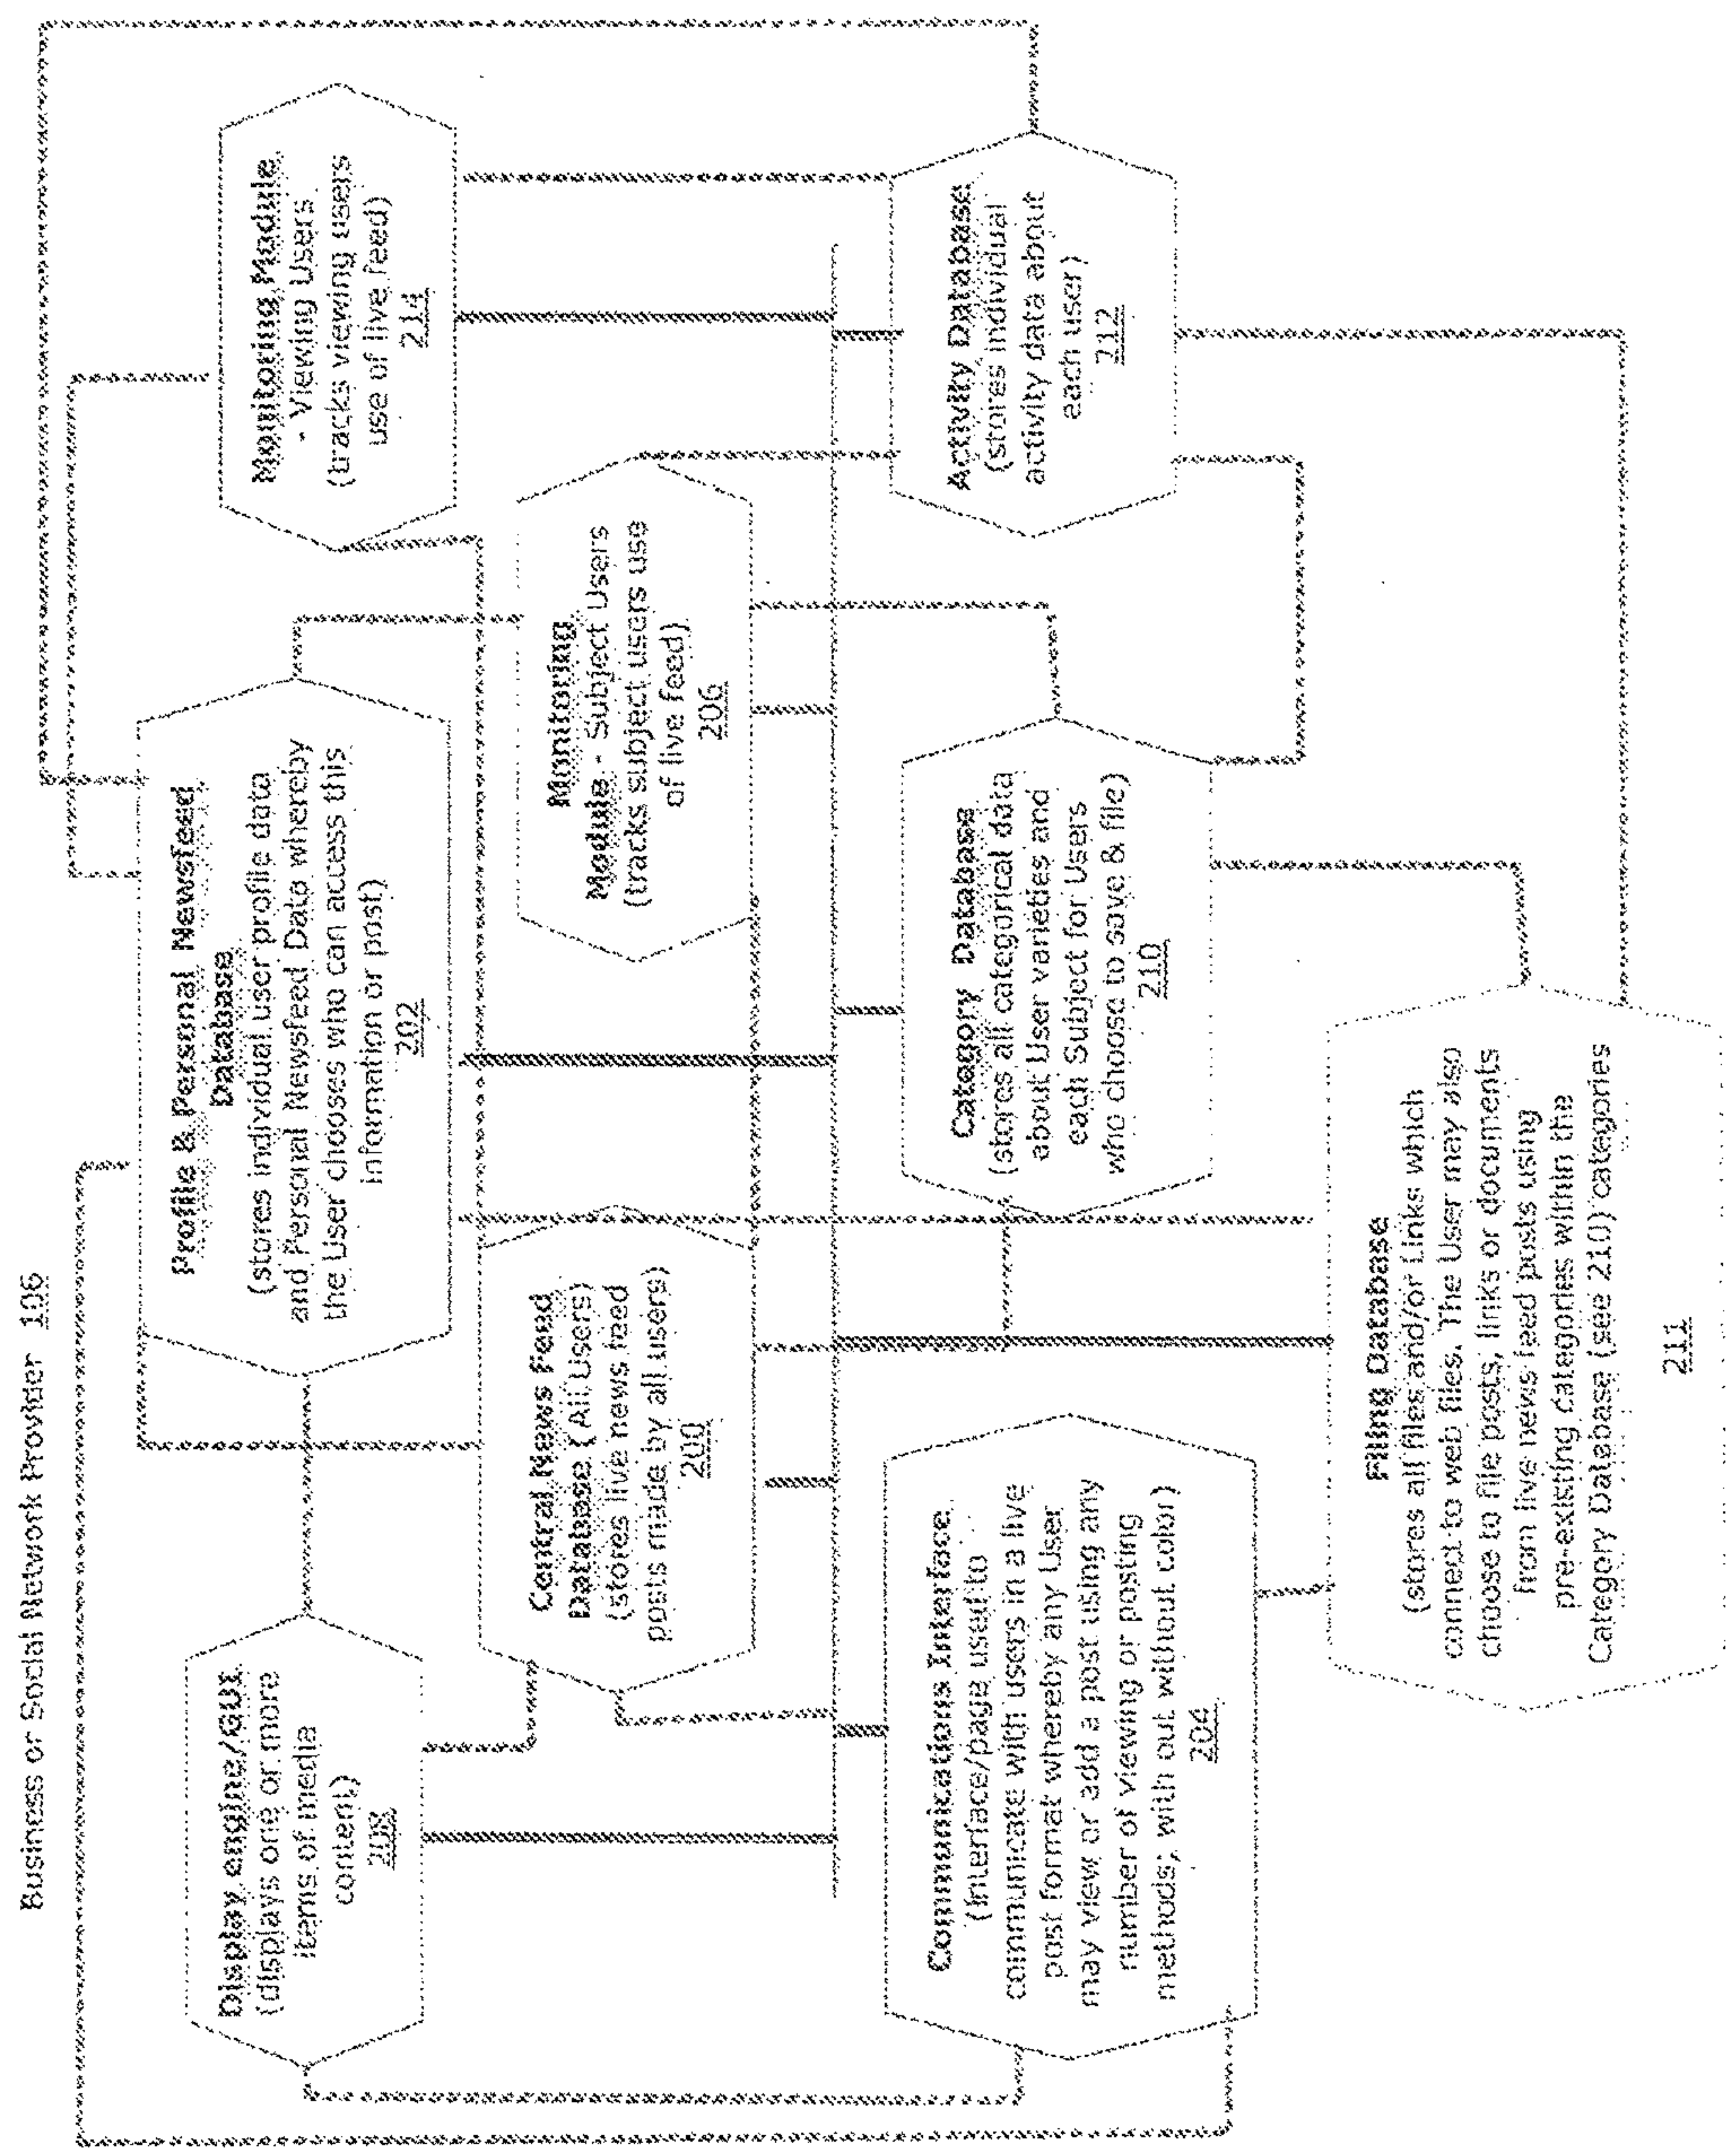 Business or Social Network Provider 106
Display engine/GUI
(displays one or more
items of media
content)
208
Profile & Personal Newsfeed
Database
(stores individual user profile data
and Personal Newsfeed Data whereby
the User chooses who can access this
information or post)
202
Monitoring Module
- Viewing Users
(tracks viewing users
use of live feed)
214
Central News Feed
Database (All Users)
(stores live news feed
posts made by all users)
200
Monitoring
Module - Subject Users
(tracks subject users use
of live feed)
206
Communications Interface
(Interface/page used to
communicate with users in a live
post format whereby any User
may view or add a post using any
number of viewing or posting
methods; with out without color)
204
Category Database
(stores all categorical data
about User varieties and
each Subject for Users
who choose to save & file)
210
Activity Database
(stores individual
activity data about
each user)
212
Filing Database
(stores all files and/or Links which
connect to web files. The User may also
choose to file posts, links or documents
from live news feed posts using
pre-existing categories within the
Category Database (see 210) categories
211